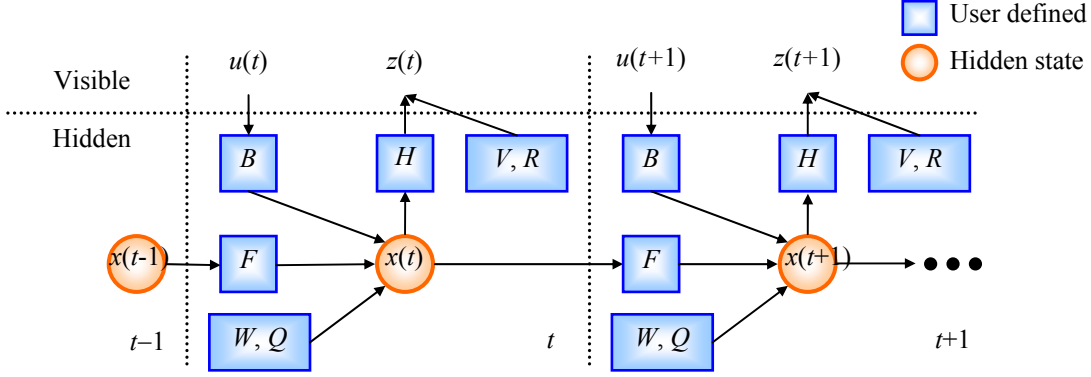 User defined
Hidden state
u(t) z(t) u(t+1) z(t+1)
Visible
Hidden
B H V, R B H V, R
x(t-1) F x(t) F x(t+1)
W, Q W, Q
t–1 t t+1